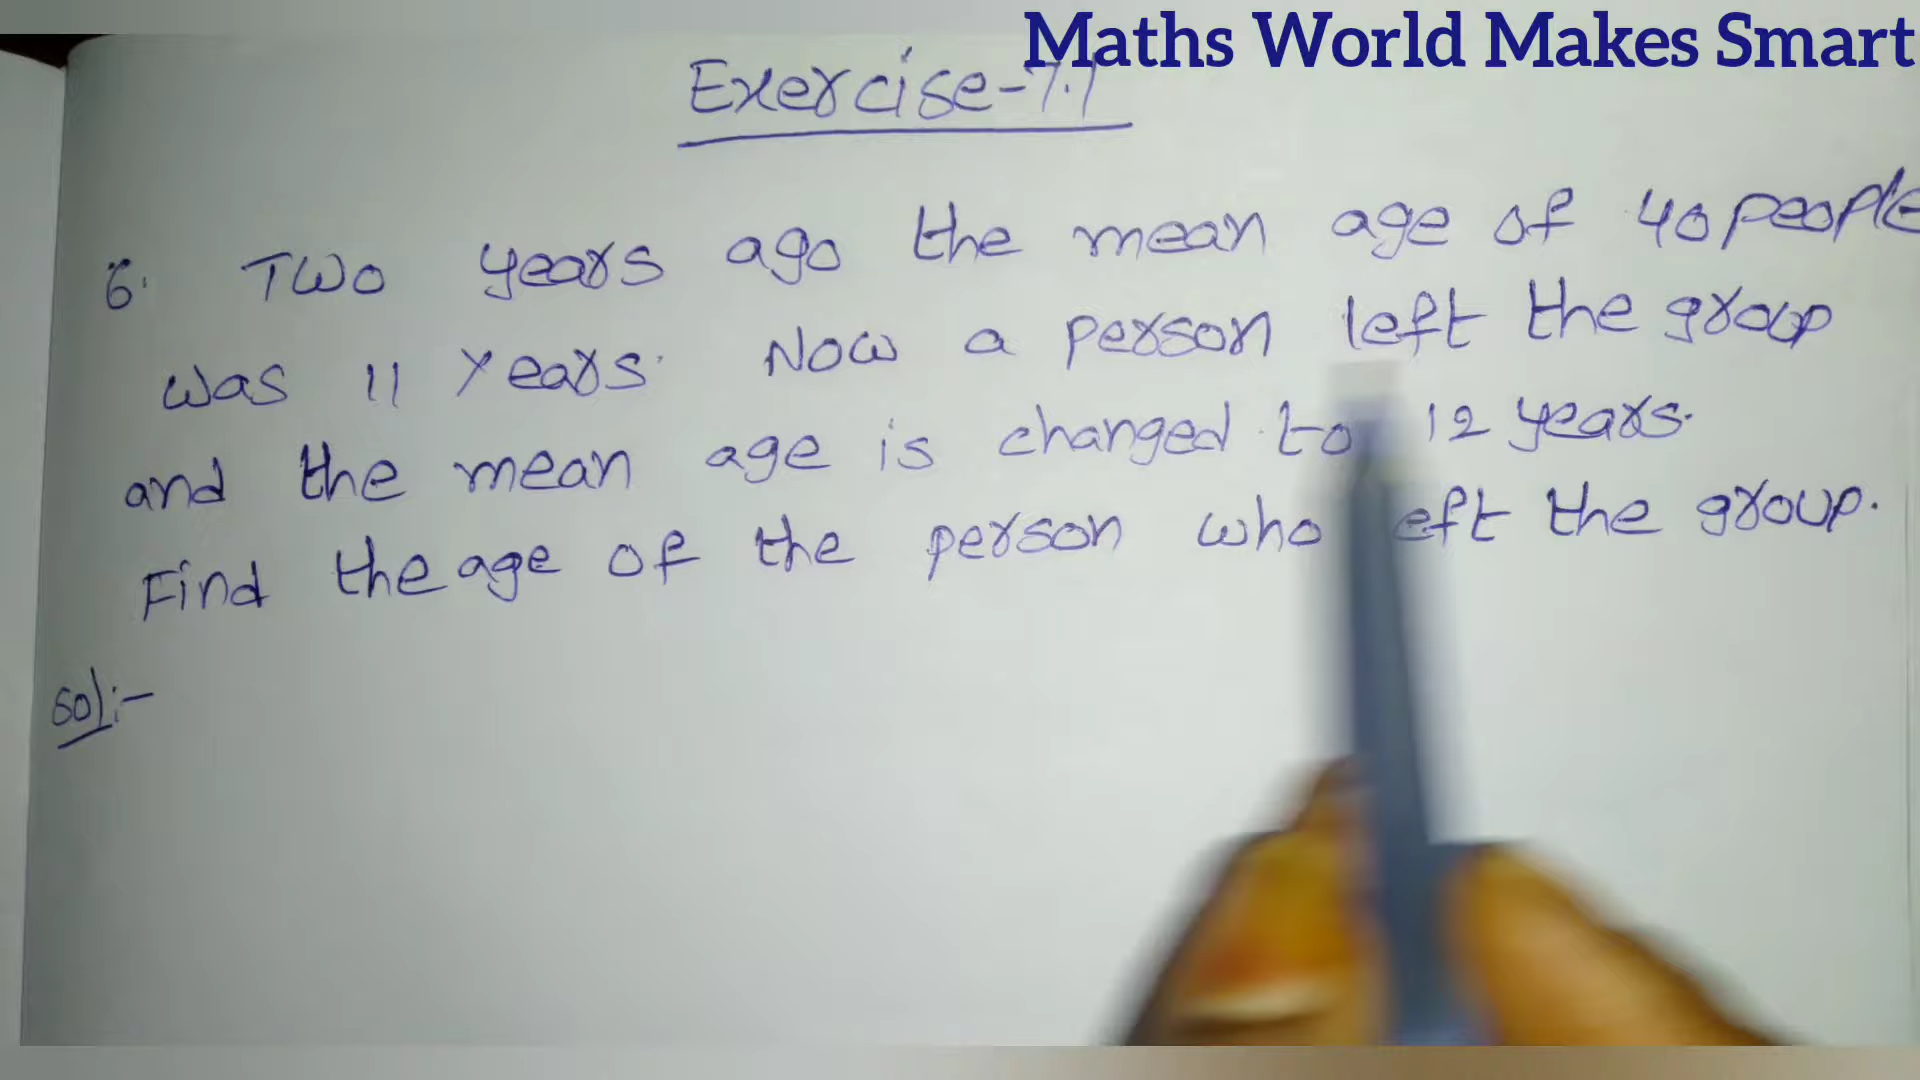 Maths World Makes Smart
Exercise-7.1
6. Two years ago the mean age of 40 people
was 11 years. Now a person left the group
and the mean age is changed to 12 years.
Find the age of the person who left the group.
Sol:-